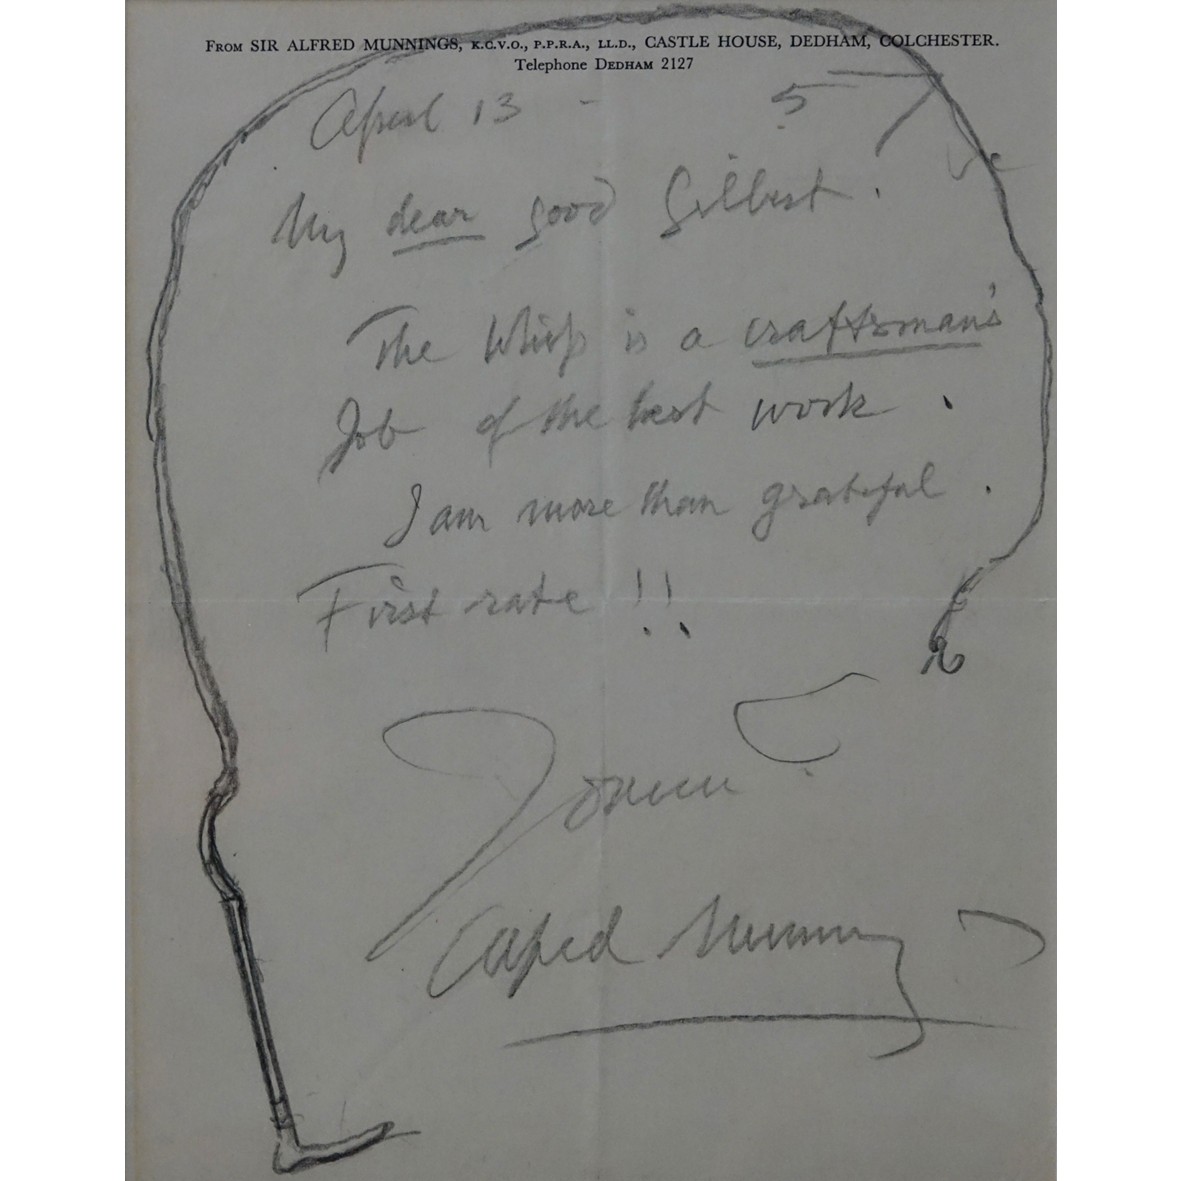 From SIR ALFRED MUNNINGS, K.C.V.O., P.P.R.A., LL.D., CASTLE HOUSE, DEDHAM, COLCHESTER.
Telephone Dedham 2127
April 13 - 57
My dear good Gilbert.
The Whip is a craftsman's
Job of the best work.
I am more than grateful.
First rate!!
Alfred Munnings